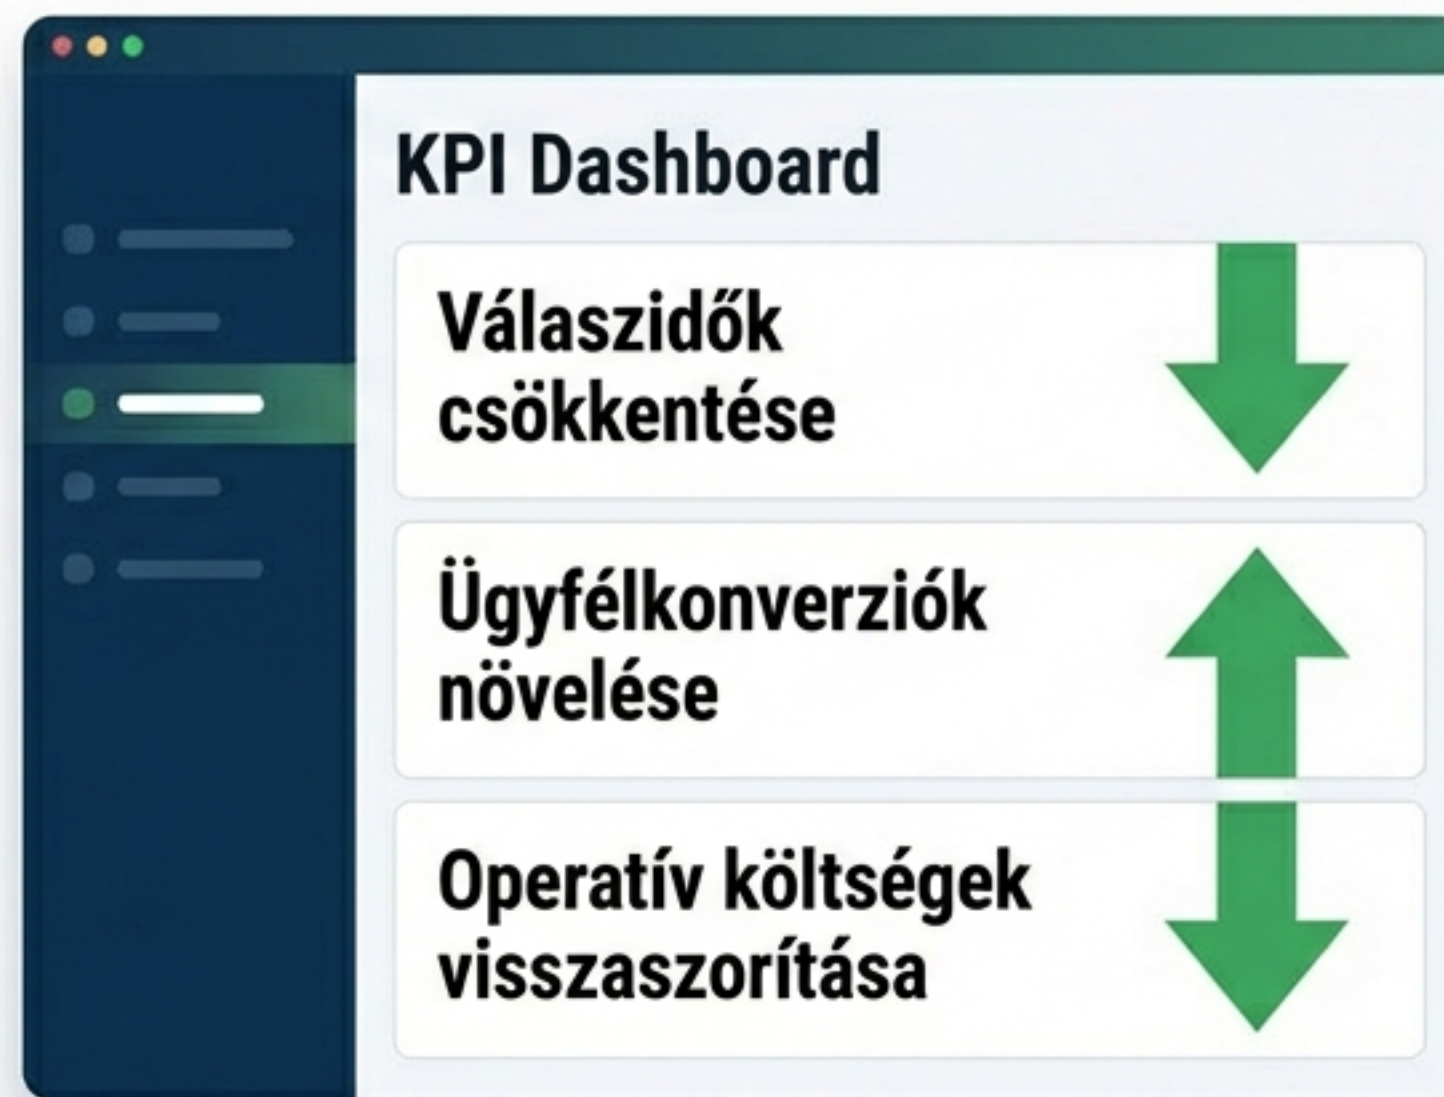 KPI Dashboard
Válaszidők
csökkentése
Ügyfélkonverziók
növelése
Operatív költségek
visszaszorítása